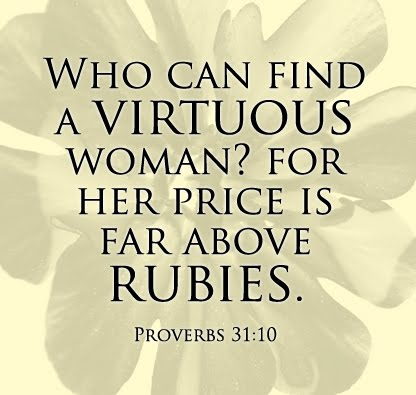 Who can find
a VIRTUOUS
woman? for
her price is
far above
RUBIES.
Proverbs 31:10